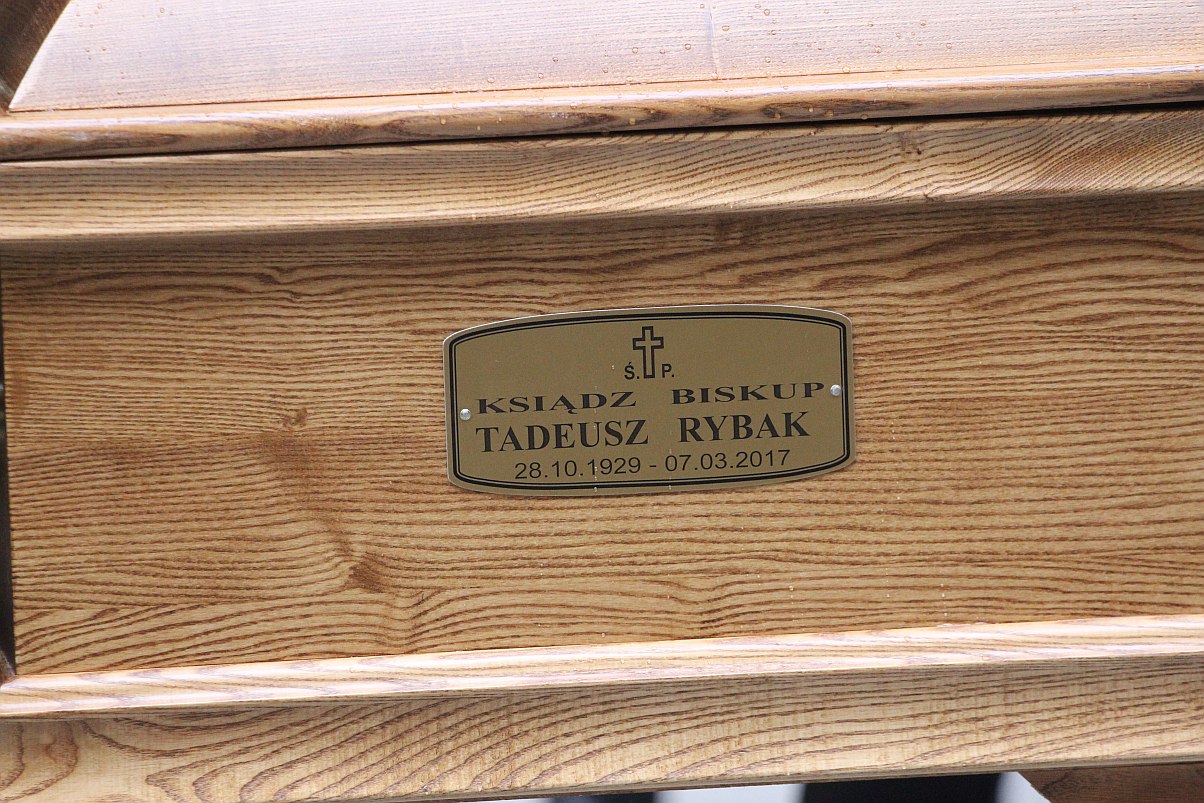 Ś. P.
KSIĄDZ BISKUP
TADEUSZ RYBAK
28.10.1929 - 07.03.2017